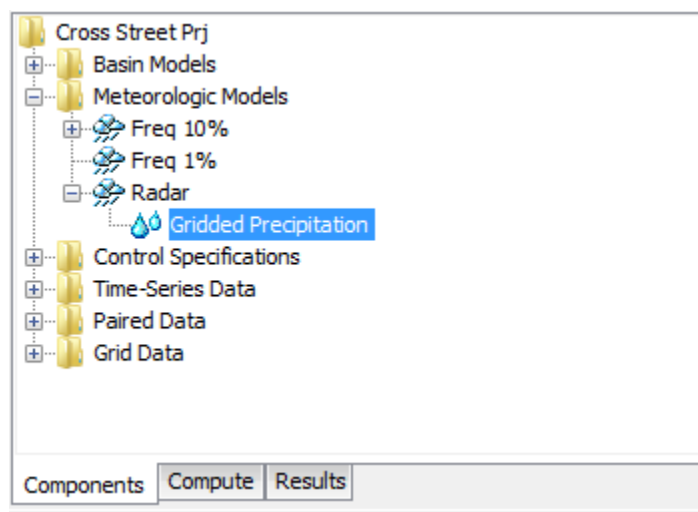 Cross Street Prj
Basin Models
Meteorologic Models
Freq 10%
Freq 1%
Radar
Gridded Precipitation
Control Specifications
Time-Series Data
Paired Data
Grid Data
Components Compute Results